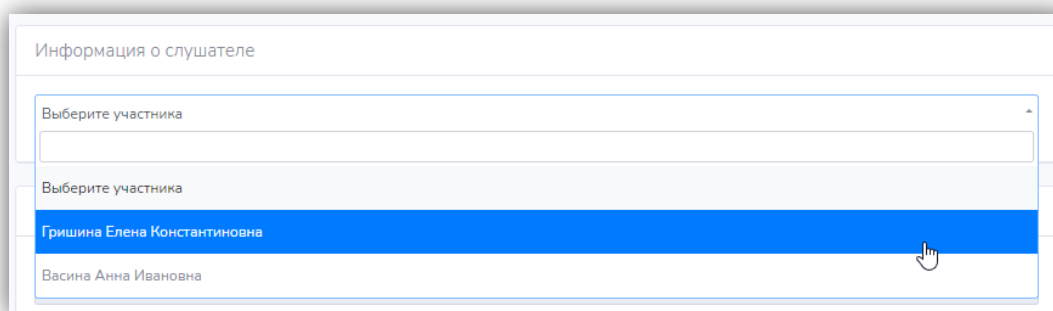 Информация о слушателе
Выберите участника
Выберите участника
Гришина Елена Константиновна
Васина Анна Ивановна